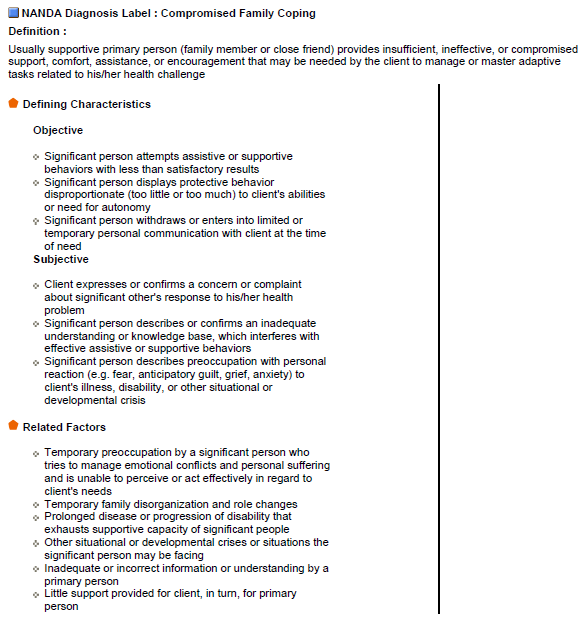 NANDA Diagnosis Label : Compromised Family Coping
Definition :
Usually supportive primary person (family member or close friend) provides insufficient, ineffective, or compromised
support, comfort, assistance, or encouragement that may be needed by the client to manage or master adaptive
tasks related to his/her health challenge
Defining Characteristics
Objective
Significant person attempts assistive or supportive
behaviors with less than satisfactory results
Significant person displays protective behavior
disproportionate (too little or too much) to client's abilities
or need for autonomy
Significant person withdraws or enters into limited or
temporary personal communication with client at the time
of need
Subjective
Client expresses or confirms a concern or complaint
about significant other's response to his/her health
problem
Significant person describes or confirms an inadequate
understanding or knowledge base, which interferes with
effective assistive or supportive behaviors
Significant person describes preoccupation with personal
reaction (e.g. fear, anticipatory guilt, grief, anxiety) to
client's illness, disability, or other situational or
developmental crisis
Related Factors
Temporary preoccupation by a significant person who
tries to manage emotional conflicts and personal suffering
and is unable to perceive or act effectively in regard to
client's needs
Temporary family disorganization and role changes
Prolonged disease or progression of disability that
exhausts supportive capacity of significant people
Other situational or developmental crises or situations the
significant person may be facing
Inadequate or incorrect information or understanding by a
primary person
Little support provided for client, in turn, for primary
person